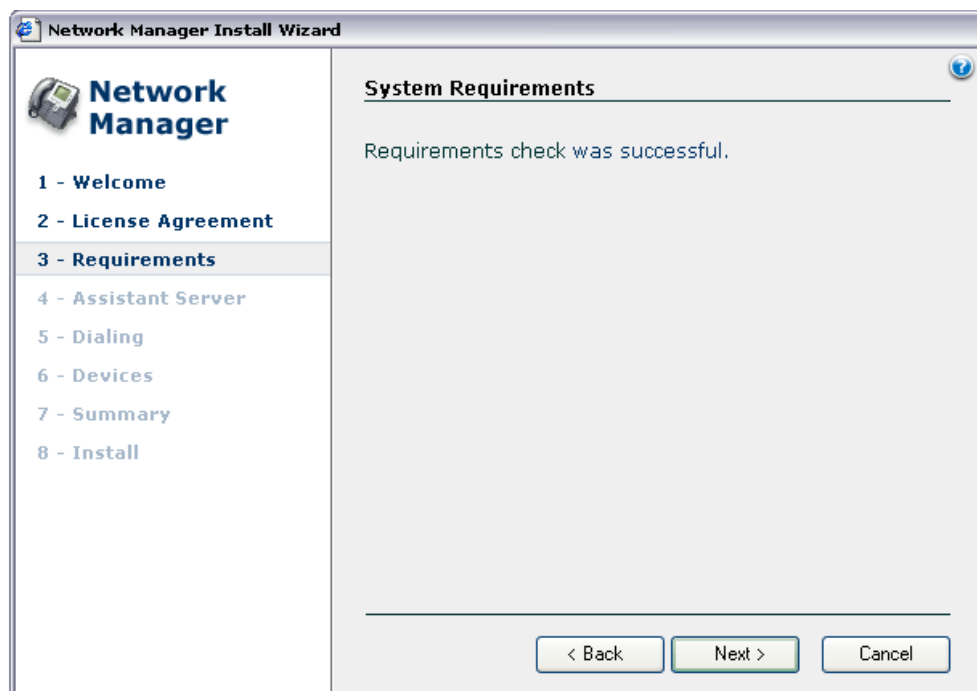 Network Manager Install Wizard
Network
Manager
1 - Welcome
2 - License Agreement
3 - Requirements
4 - Assistant Server
5 - Dialing
6 - Devices
7 - Summary
8 - Install
?
System Requirements
Requirements check was successful.
< Back
Next >
Cancel